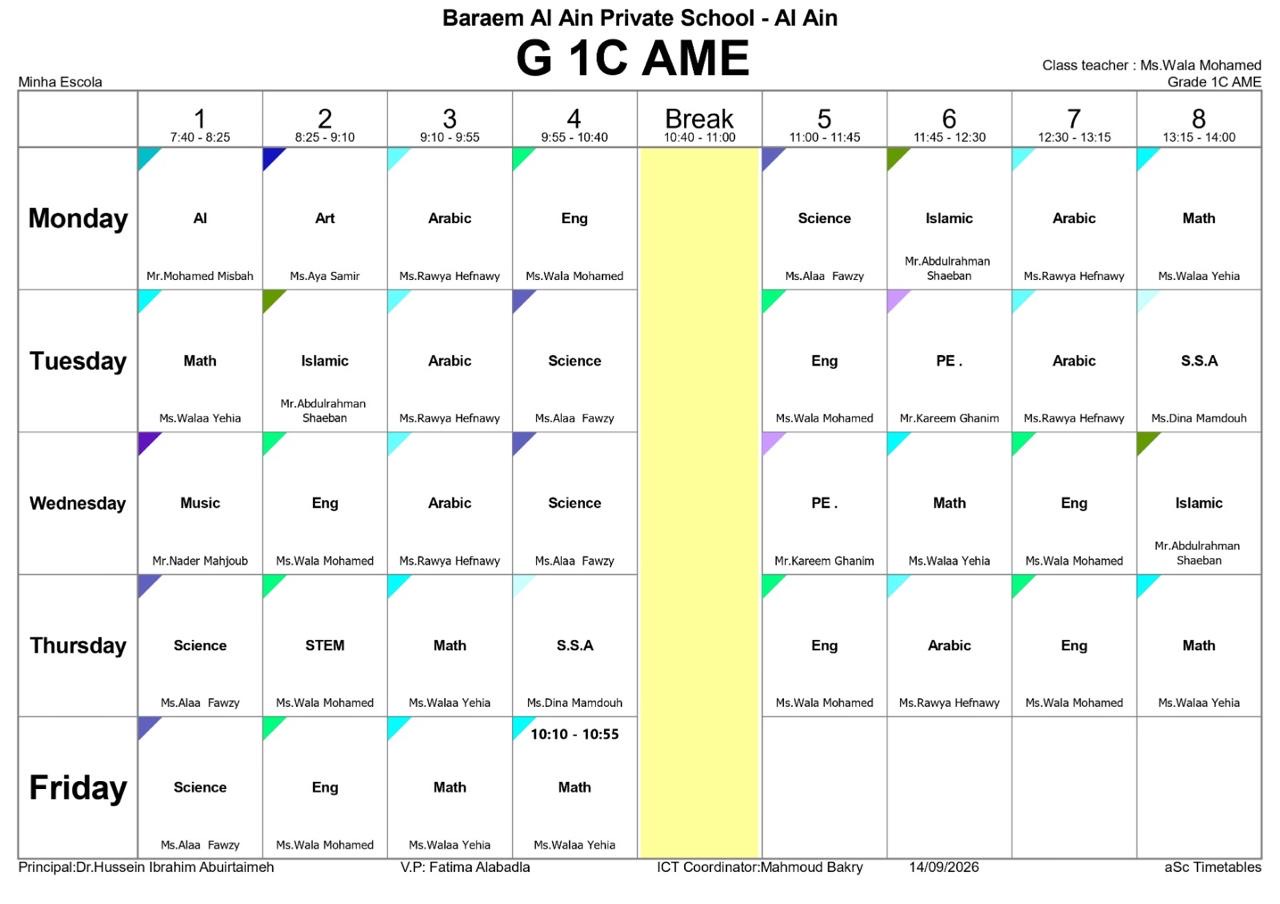 Baraem Al Ain Private School - Al Ain
G 1C AME
Minha Escola
Class teacher : Ms.Wala Mohamed
Grade 1C AME
1 2 3 4 Break 5 6 7 8
7:40 - 8:25 8:25 - 9:10 9:10 - 9:55 9:55 - 10:40 10:40 - 11:00 11:00 - 11:45 11:45 - 12:30 12:30 - 13:15 13:15 - 14:00
Monday AI Art Arabic Eng Science Islamic Arabic Math
Mr.Mohamed Misbah Ms.Aya Samir Ms.Rawya Hefnawy Ms.Wala Mohamed Ms.Alaa Fawzy Mr.Abdulrahman Shaeban Ms.Rawya Hefnawy Ms.Walaa Yehia
Tuesday Math Islamic Arabic Science Eng PE . Arabic S.S.A
Ms.Walaa Yehia Mr.Abdulrahman Shaeban Ms.Rawya Hefnawy Ms.Alaa Fawzy Ms.Wala Mohamed Mr.Kareem Ghanim Ms.Rawya Hefnawy Ms.Dina Mamdouh
Wednesday Music Eng Arabic Science PE . Math Eng Islamic
Mr.Nader Mahjoub Ms.Wala Mohamed Ms.Rawya Hefnawy Ms.Alaa Fawzy Mr.Kareem Ghanim Ms.Walaa Yehia Ms.Wala Mohamed Mr.Abdulrahman Shaeban
Thursday Science STEM Math S.S.A Eng Arabic Eng Math
Ms.Alaa Fawzy Ms.Wala Mohamed Ms.Walaa Yehia Ms.Dina Mamdouh Ms.Wala Mohamed Ms.Rawya Hefnawy Ms.Wala Mohamed Ms.Walaa Yehia
10:10 - 10:55
Friday Science Eng Math Math
Ms.Alaa Fawzy Ms.Wala Mohamed Ms.Walaa Yehia Ms.Walaa Yehia
Principal:Dr.Hussein Ibrahim Abuirtaimeh V.P: Fatima Alabadla ICT Coordinator:Mahmoud Bakry 14/09/2026 aSc Timetables